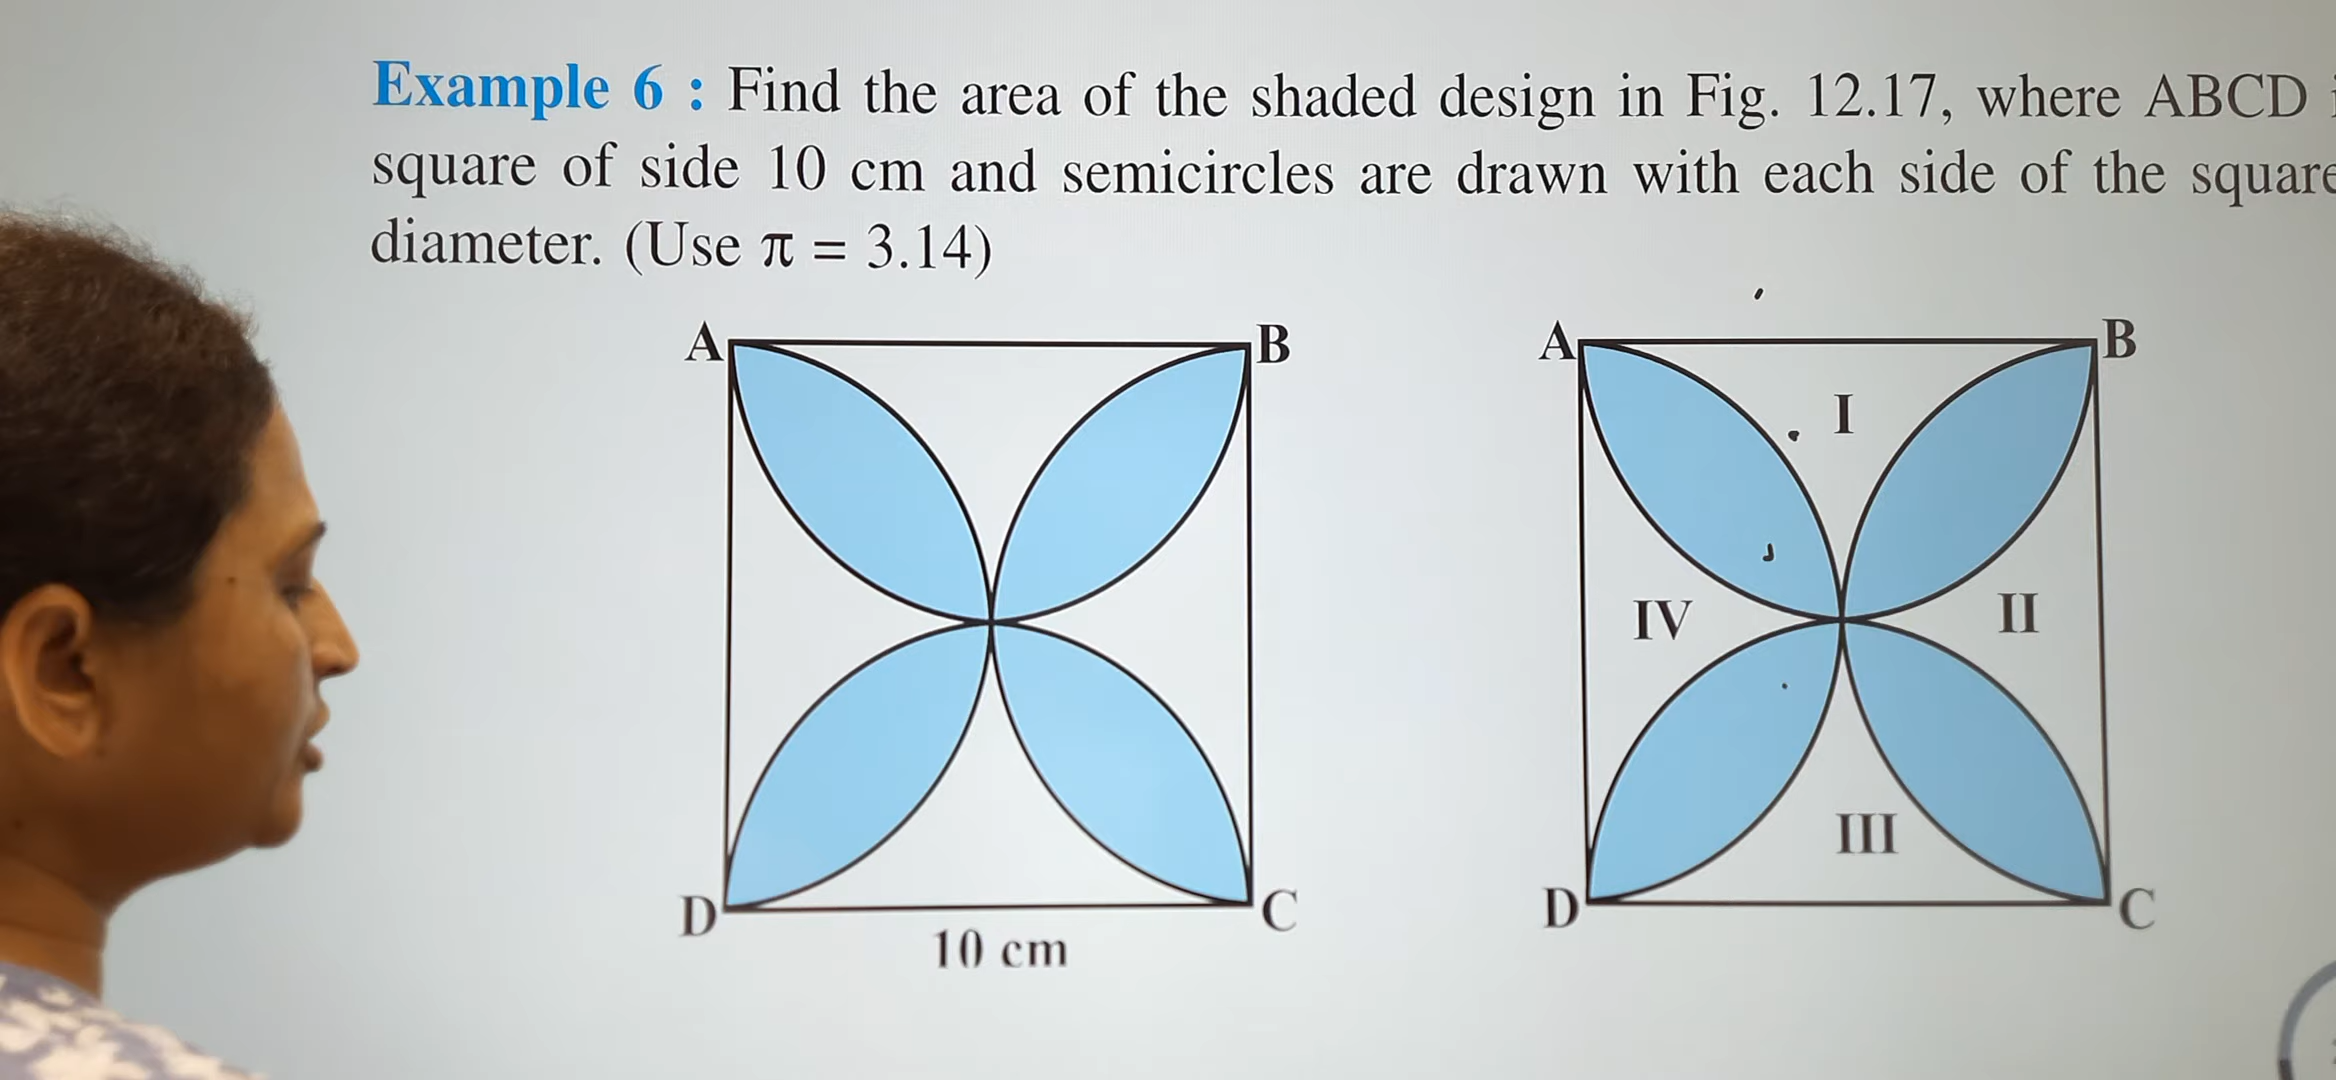 Example 6 : Find the area of the shaded design in Fig. 12.17, where ABCD
square of side 10 cm and semicircles are drawn with each side of the square
diameter. (Use π = 3.14)
A B
D C
10 cm
A B
I
IV II
III
D C